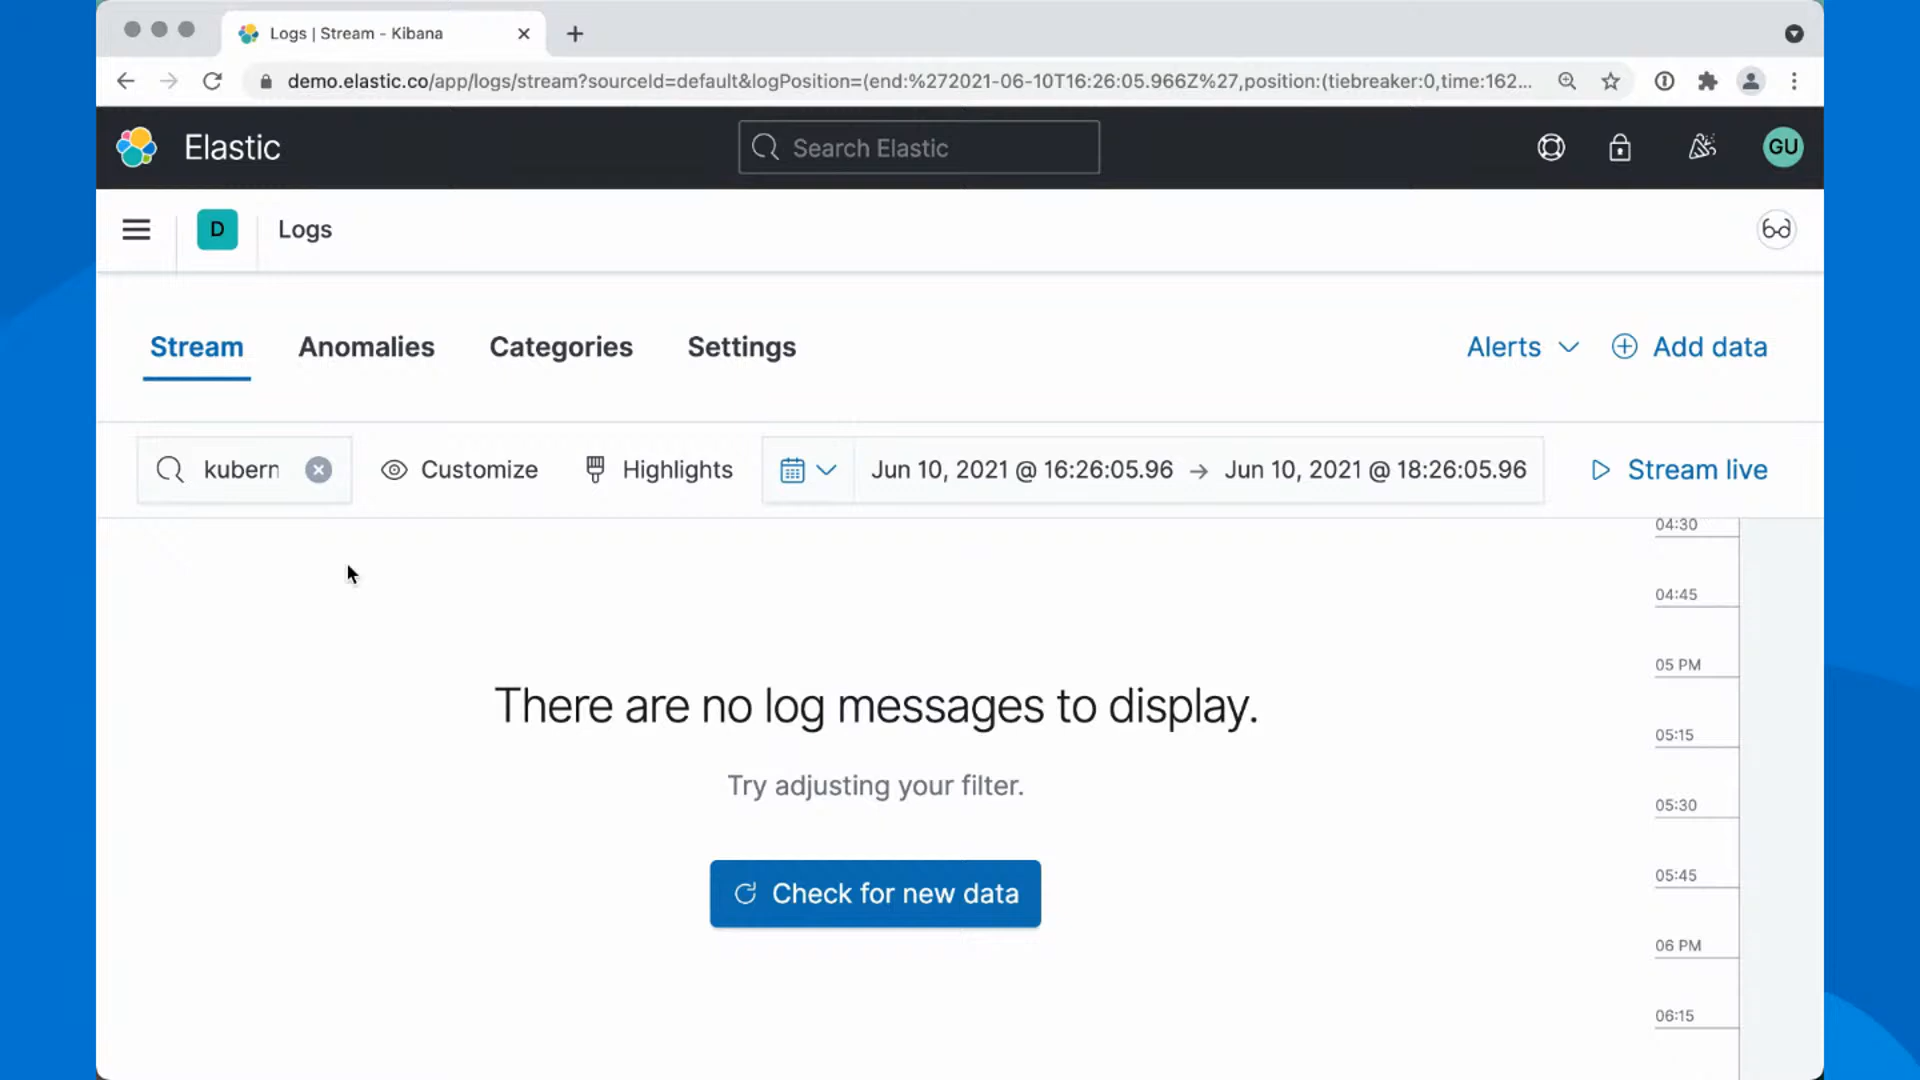 Logs | Stream - Kibana
demo.elastic.co/app/logs/stream?sourceId=default&logPosition=(end:%272021-06-10T16:26:05.966Z%27,position:(tiebreaker:0,time:162...
Elastic
Search Elastic
GU
D
Logs
Stream
Anomalies
Categories
Settings
Alerts
Add data
kubern
Customize
Highlights
Jun 10, 2021 @ 16:26:05.96 → Jun 10, 2021 @ 18:26:05.96
Stream live
04:30
04:45
05 PM
05:15
05:30
05:45
06 PM
06:15
There are no log messages to display.
Try adjusting your filter.
Check for new data